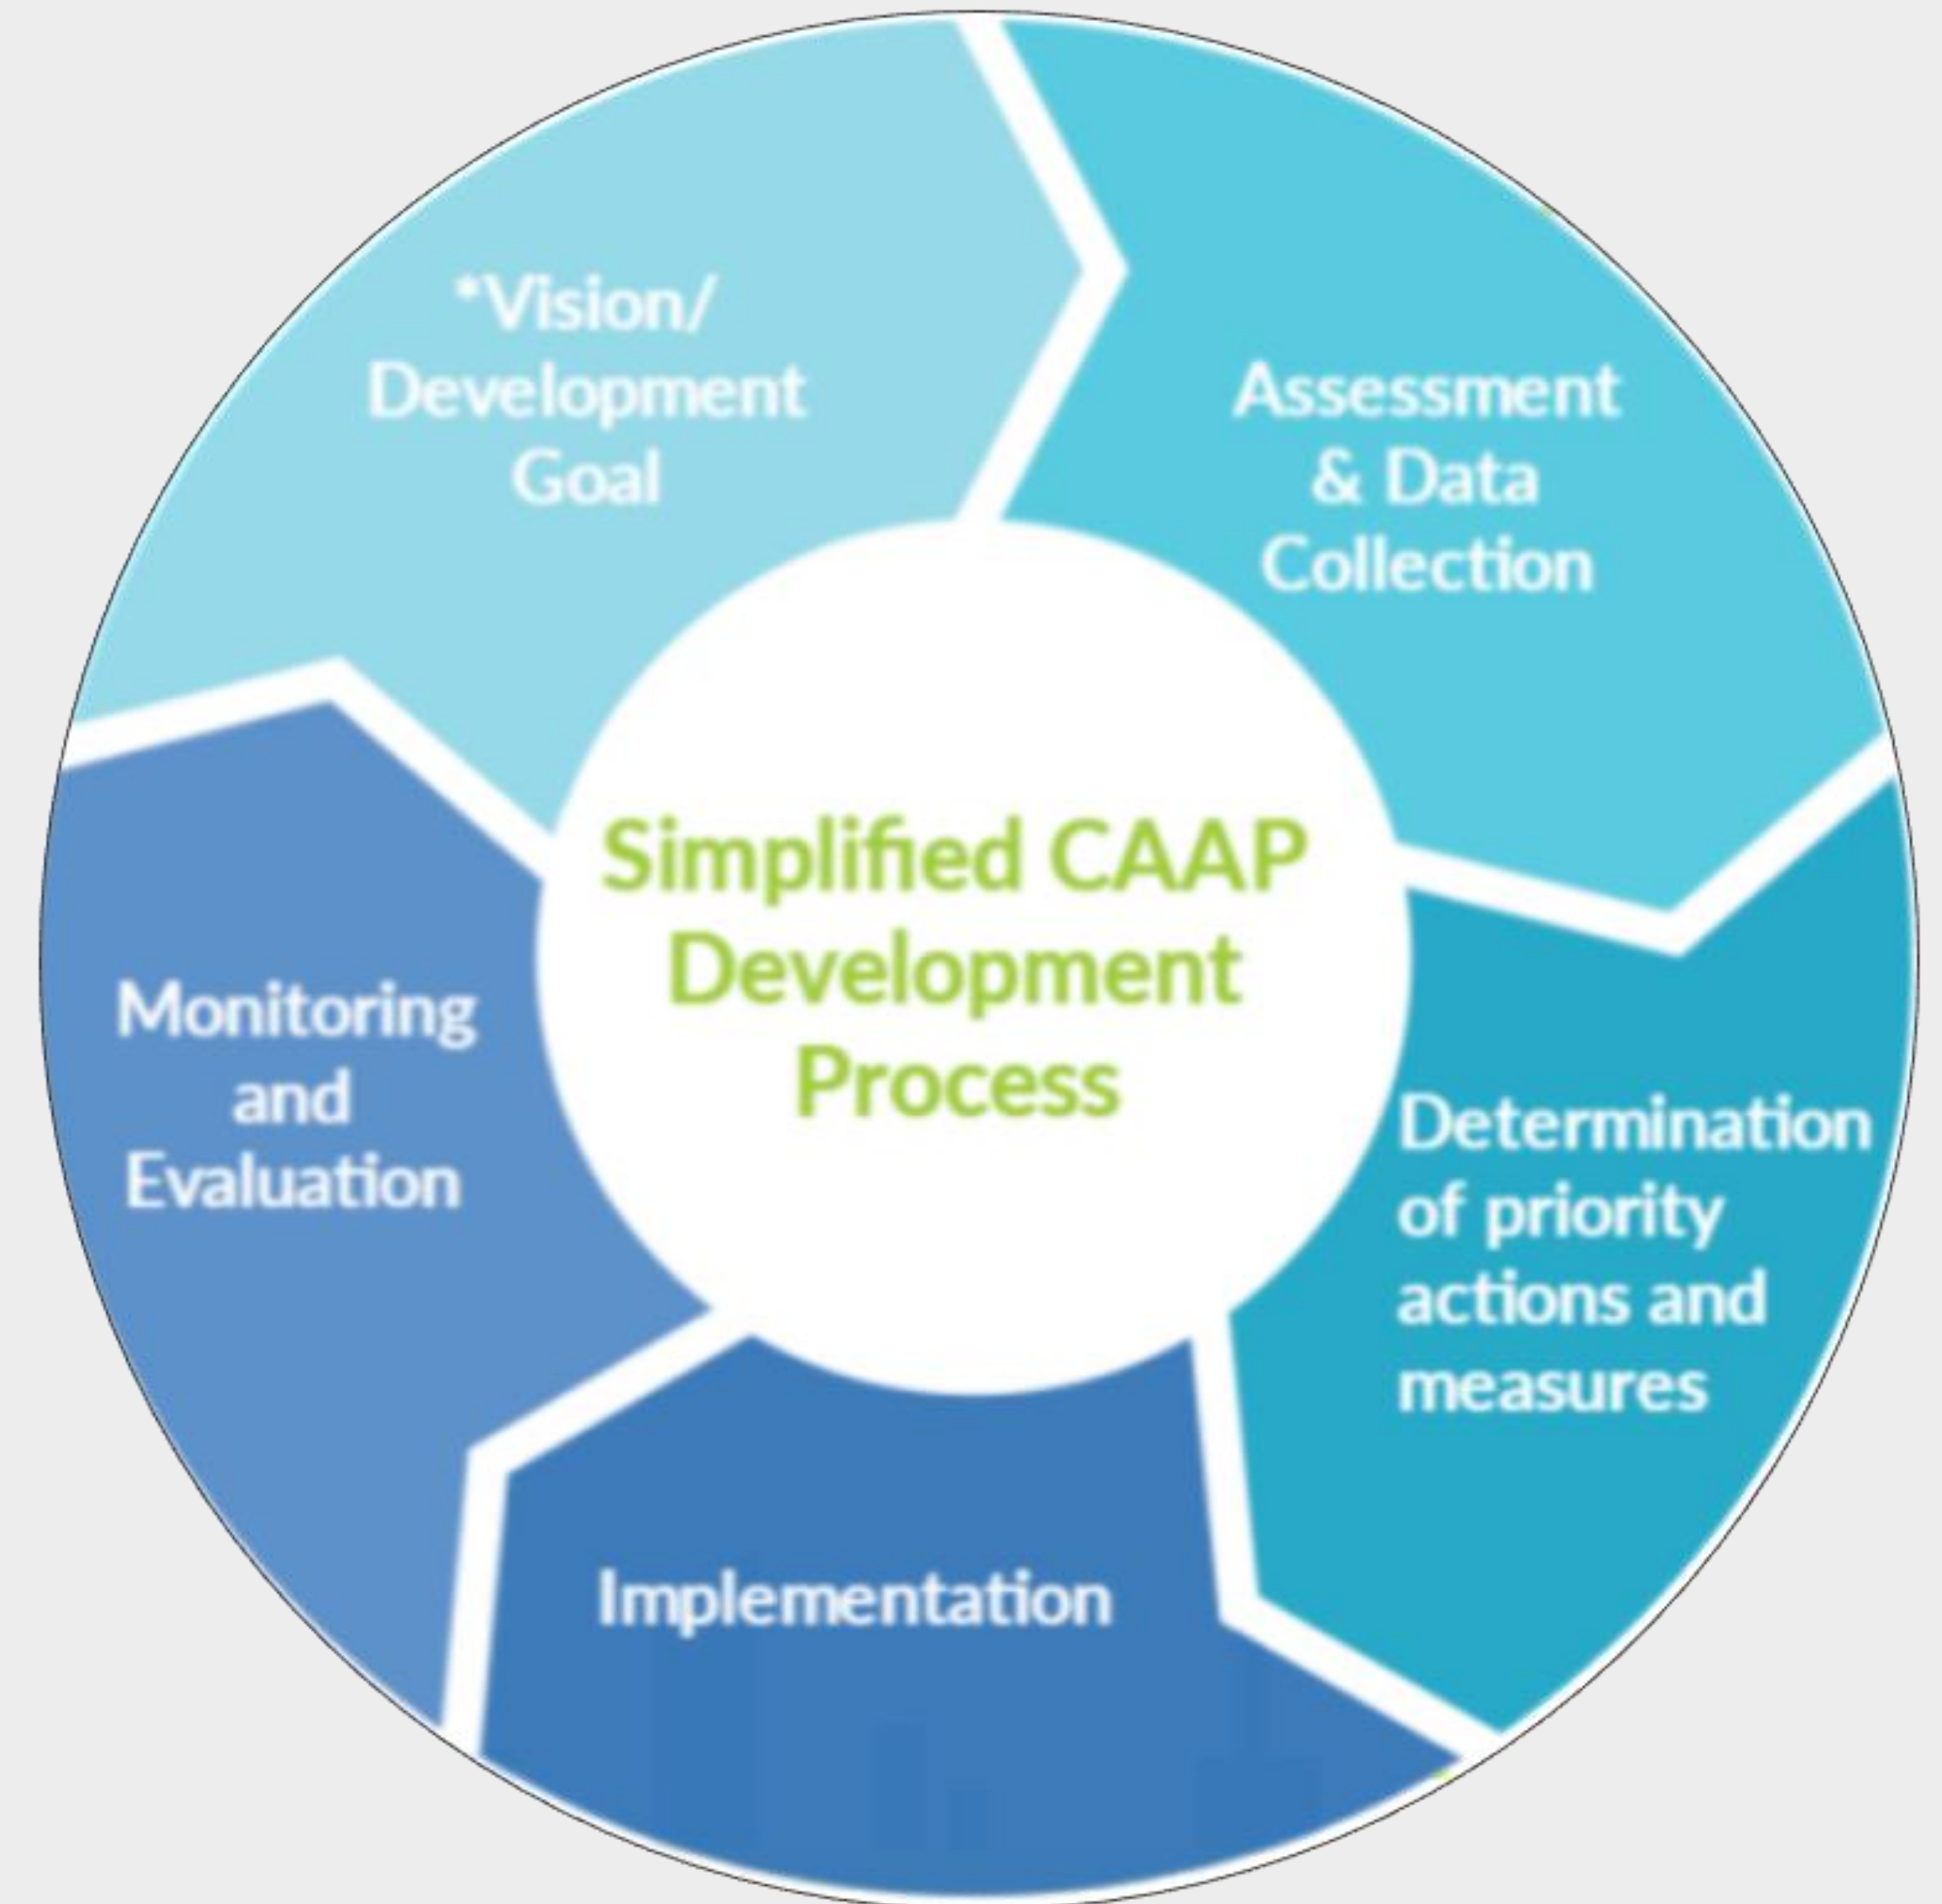 *Vision/
Development
Goal
Assessment
& Data
Collection
Determination
of priority
actions and
measures
Implementation
Monitoring
and
Evaluation
Simplified CAAP
Development
Process